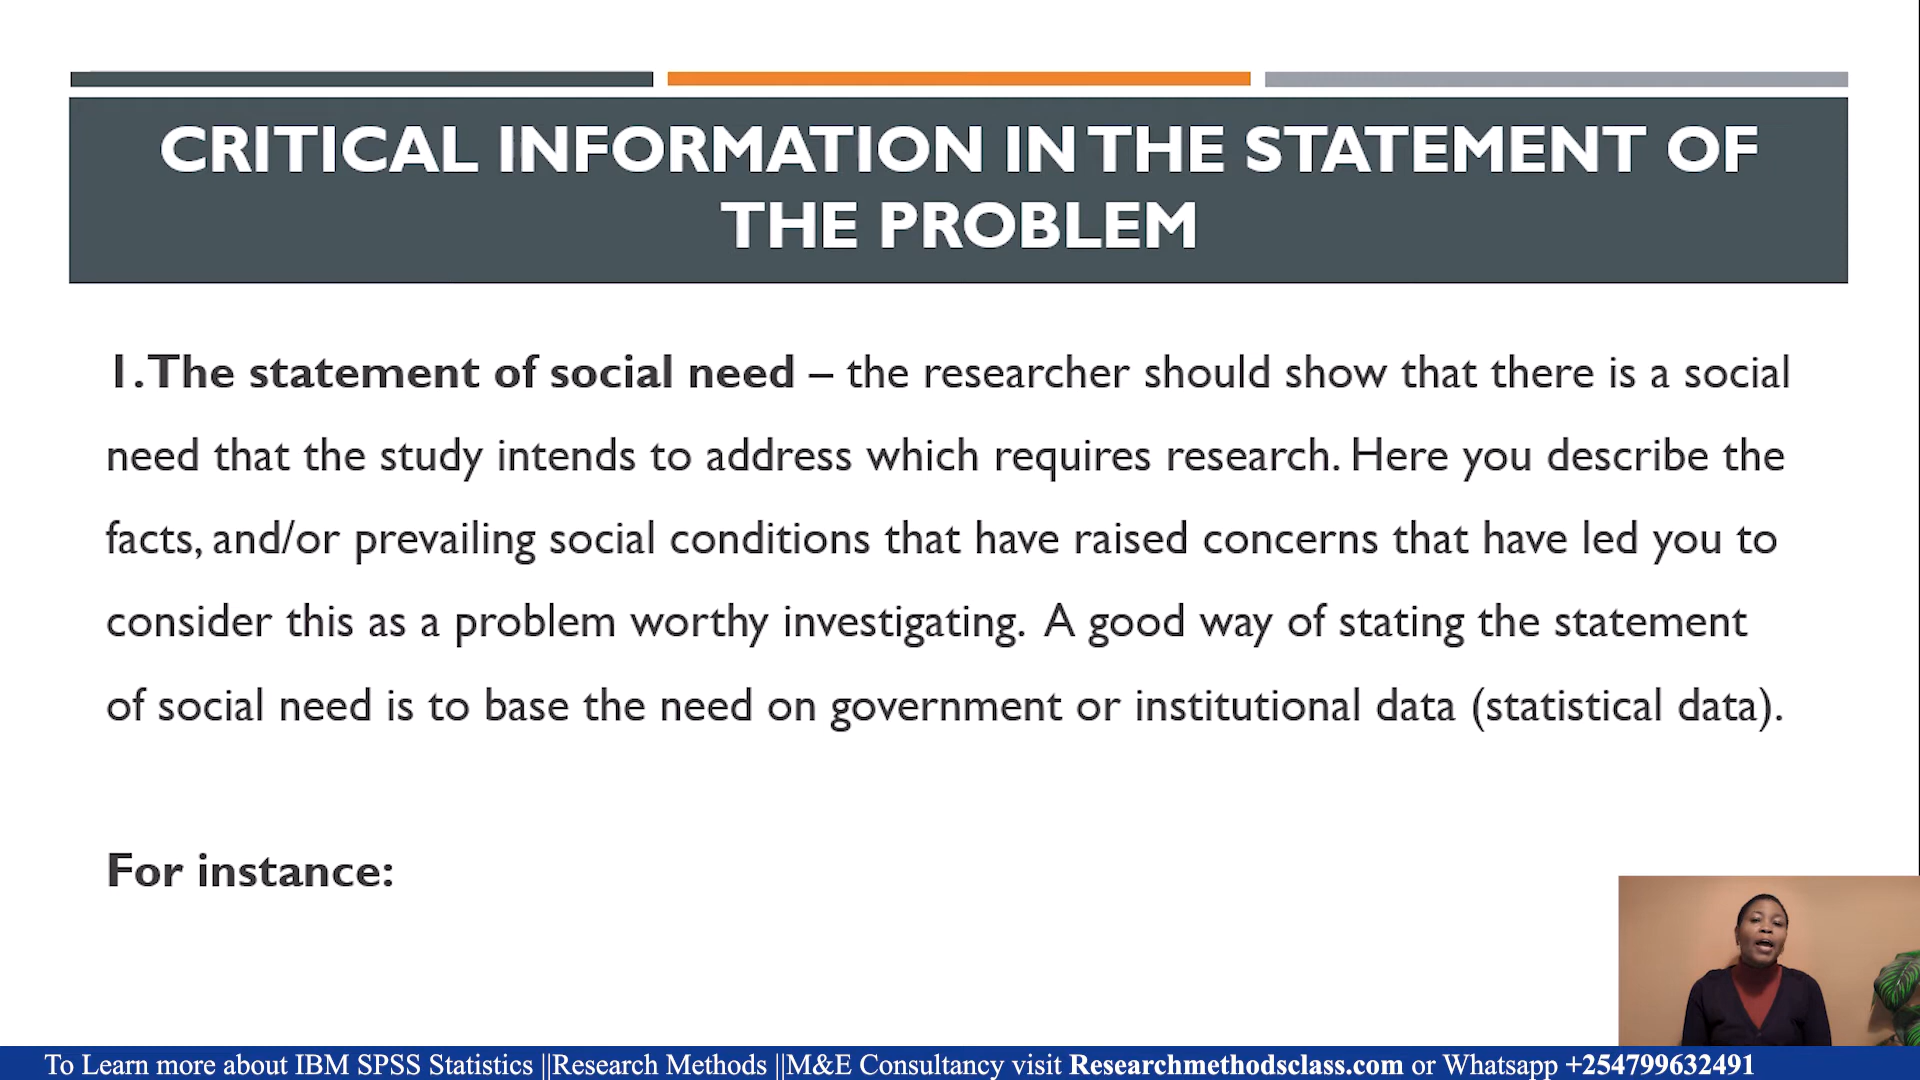 CRITICAL INFORMATION IN THE STATEMENT OF
THE PROBLEM
1. The statement of social need – the researcher should show that there is a social
need that the study intends to address which requires research. Here you describe the
facts, and/or prevailing social conditions that have raised concerns that have led you to
consider this as a problem worthy investigating. A good way of stating the statement
of social need is to base the need on government or institutional data (statistical data).
For instance:
To Learn more about IBM SPSS Statistics ||Research Methods ||M&E Consultancy visit Researchmethodsclass.com or Whatsapp +254799632491